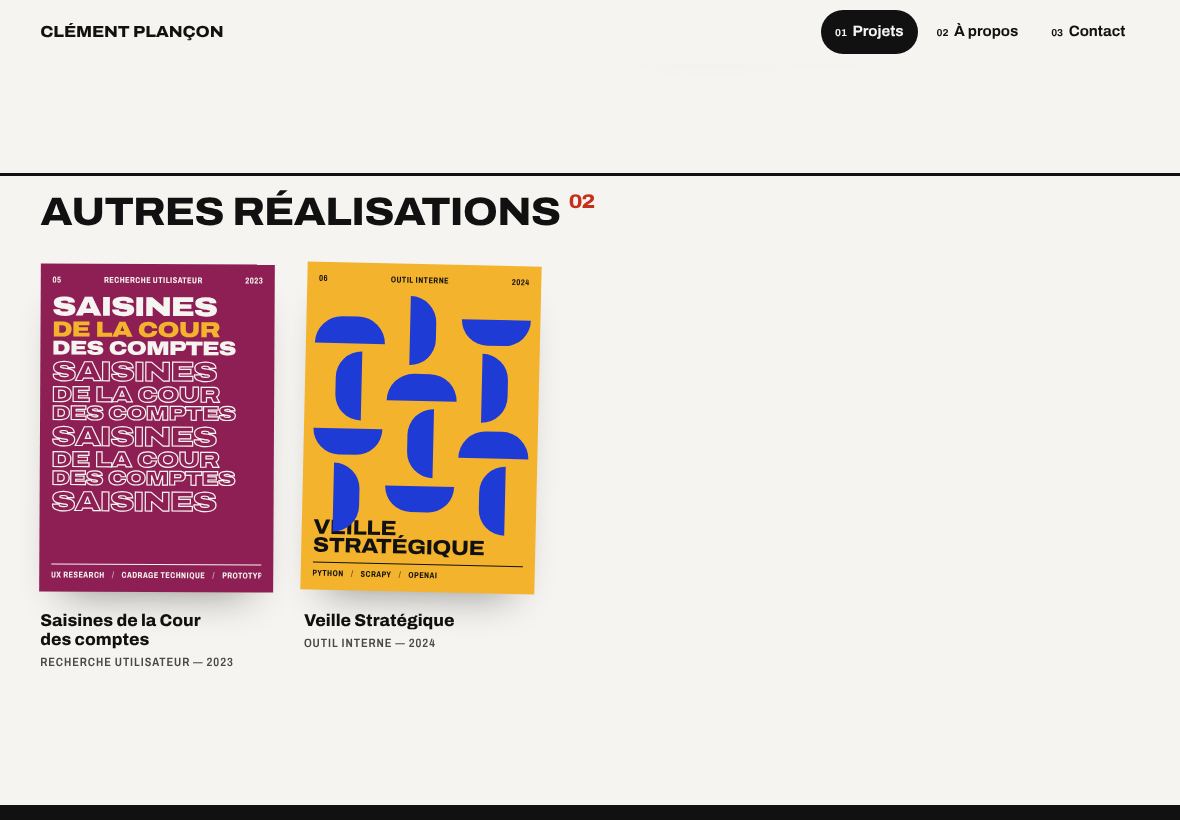 CLÉMENT PLANÇON
01 Projets 02 À propos 03 Contact
AUTRES RÉALISATIONS 02
05 RECHERCHE UTILISATEUR 2023
SAISINES
DE LA COUR
DES COMPTES
SAISINES
DE LA COUR
DES COMPTES
SAISINES
DE LA COUR
DES COMPTES
SAISINES
UX RESEARCH / CADRAGE TECHNIQUE / PROTOTYP
06 OUTIL INTERNE 2024
VEILLE
STRATÉGIQUE
PYTHON / SCRAPY / OPENAI
Saisines de la Cour
des comptes
RECHERCHE UTILISATEUR — 2023
Veille Stratégique
OUTIL INTERNE — 2024